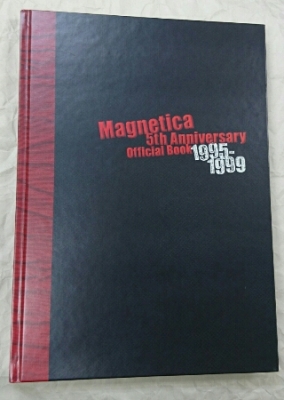 Magnetica
5th Anniversary
Official Book 1995-
1999